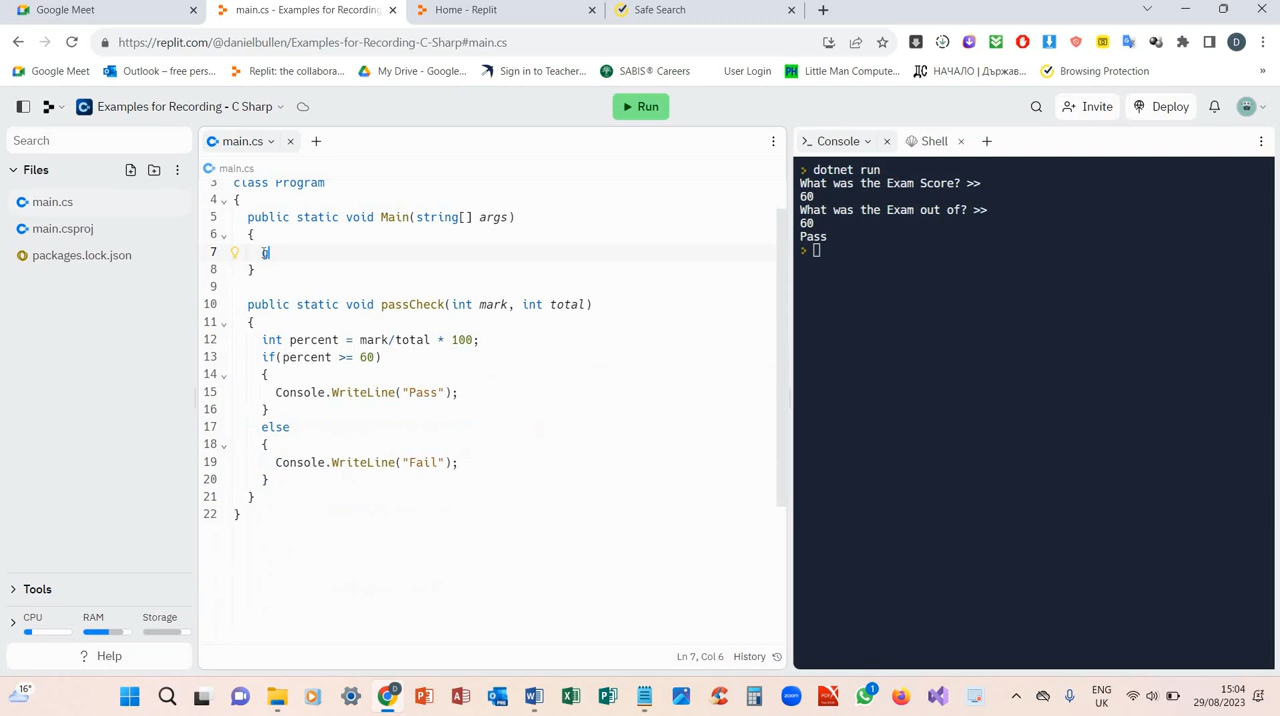 Google Meet
main.cs - Examples for Recording
Home - Replit
Safe Search
https://replit.com/@danielbullen/Examples-for-Recording-C-Sharp#main.cs
D
Google Meet
Outlook – free pers...
Replit: the collabora...
My Drive - Google...
Sign in to Teacher...
SABIS® Careers
User Login
PH Little Man Compute...
ДС НАЧАЛО | Държав...
Browsing Protection
Examples for Recording - C Sharp
Run
Invite
Deploy
Search
Files
main.cs
main.csproj
packages.lock.json
main.cs
main.cs
3 class Program
4 {
5 public static void Main(string[] args)
6 {
7 g
8 }
9
10 public static void passCheck(int mark, int total)
11 {
12 int percent = mark/total * 100;
13 if(percent >= 60)
14 {
15 Console.WriteLine("Pass");
16 }
17 else
18 {
19 Console.WriteLine("Fail");
20 }
21 }
22 }
Console
Shell
dotnet run
What was the Exam Score? >>
60
What was the Exam out of? >>
60
Pass
Tools
CPU RAM Storage
? Help
Ln 7, Col 6 History
16°
D
1
ENG
UK
15:04
29/08/2023